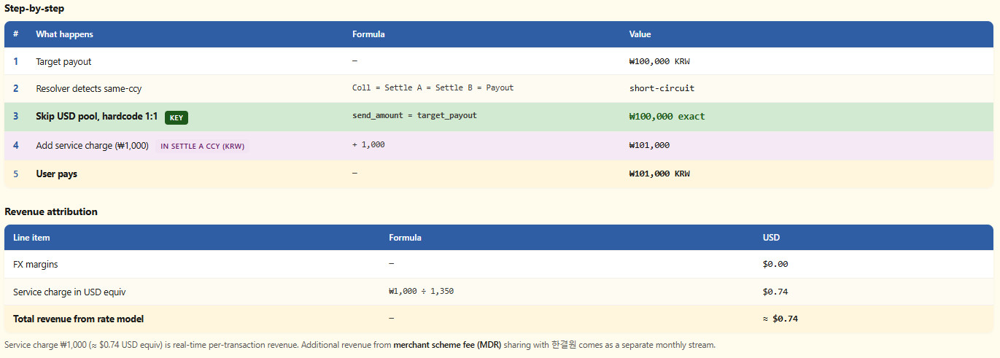 Step-by-step
# What happens Formula Value
1 Target payout — ₩100,000 KRW
2 Resolver detects same-ccy Coll = Settle A = Settle B = Payout short-circuit
3 Skip USD pool, hardcode 1:1 KEY send_amount = target_payout ₩100,000 exact
4 Add service charge (₩1,000) IN SETTLE A CCY (KRW) + 1,000 ₩101,000
5 User pays — ₩101,000 KRW
Revenue attribution
Line item Formula USD
FX margins — $0.00
Service charge in USD equiv ₩1,000 ÷ 1,350 $0.74
Total revenue from rate model — ≈ $0.74
Service charge ₩1,000 (≈ $0.74 USD equiv) is real-time per-transaction revenue. Additional revenue from merchant scheme fee (MDR) sharing with 한결원 comes as a separate monthly stream.